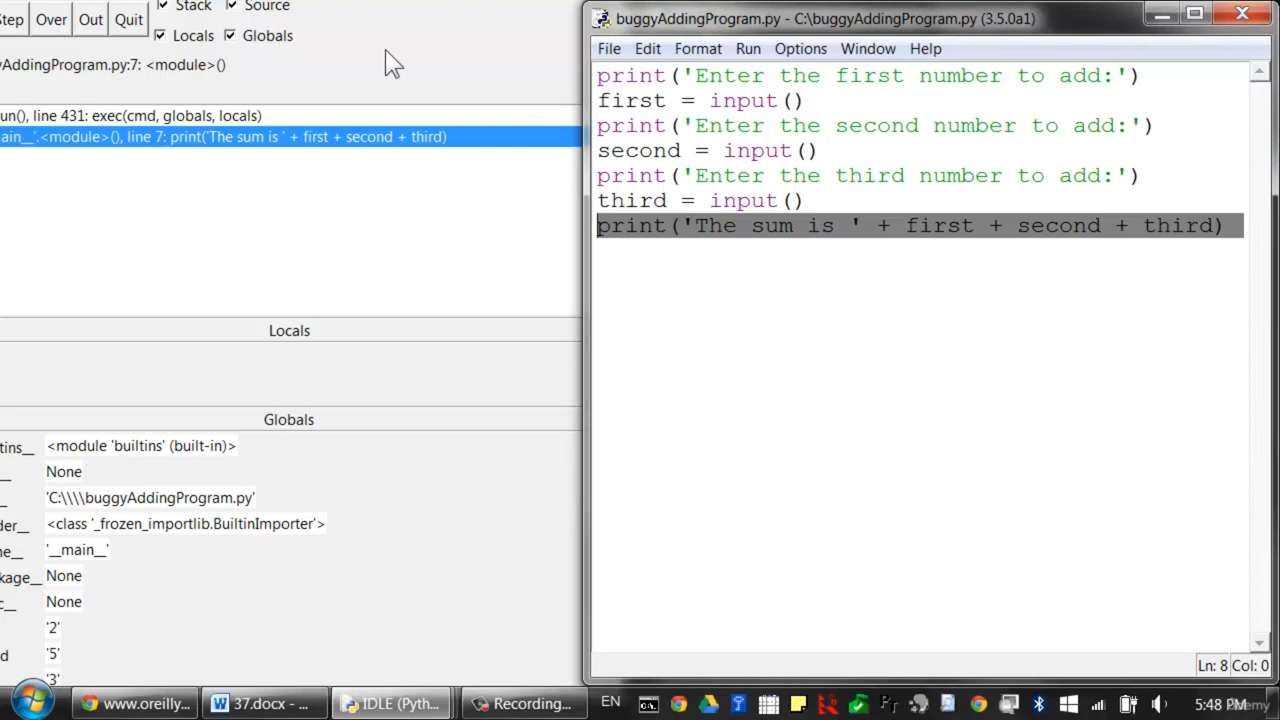 Stack
Source
tep
Over
Out
Quit
Locals
Globals
yAddingProgram.py:7: <module>()
un(), line 431: exec(cmd, globals, locals)
ain__'.<module>(), line 7: print('The sum is ' + first + second + third)
Locals
Globals
tins__ <module 'builtins' (built-in)>
__ None
_ 'C:\\\\buggyAddingProgram.py'
der__ <class '_frozen_importlib.BuiltinImporter'>
ne__ '__main__'
kage__ None
c__ None
'2'
d '5'
'3'
buggyAddingProgram.py - C:\buggyAddingProgram.py (3.5.0a1)
File Edit Format Run Options Window Help
print('Enter the first number to add:')
first = input()
print('Enter the second number to add:')
second = input()
print('Enter the third number to add:')
third = input()
print('The sum is ' + first + second + third)
Ln: 8 Col: 0
www.oreilly...
37.docx - ...
IDLE (Pyth...
Recording...
EN
5:48 PM